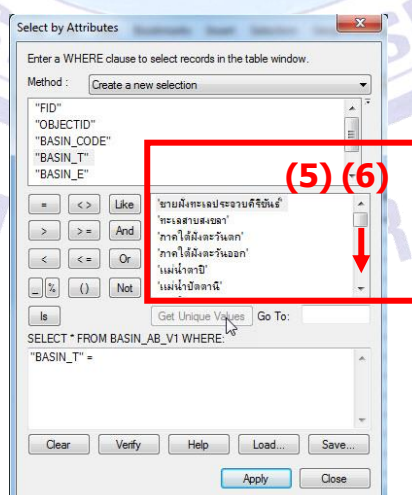 Select by Attributes
Enter a WHERE clause to select records in the table window.
Method : Create a new selection
"FID"
"OBJECTID"
"BASIN_CODE"
"BASIN_T"
"BASIN_E"
(5) (6)
= <> Like
'ชายฝั่งทะเลประจวบคีรีขันธ์'
'ทะเลสาบสงขลา'
> >= And
'ภาคใต้ฝั่งตะวันตก'
'ภาคใต้ฝั่งตะวันออก'
< <= Or
'แม่น้ำตาปี'
'แม่น้ำปัตตานี'
_ % () Not
Is Get Unique Values Go To:
SELECT * FROM BASIN_AB_V1 WHERE:
"BASIN_T" =
Clear Verify Help Load... Save...
Apply Close